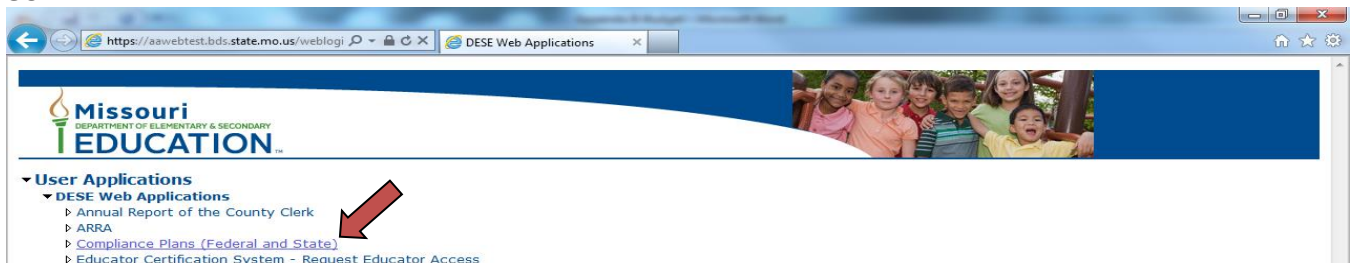 https://aawebtest.bds.state.mo.us/weblogi
DESE Web Applications
Missouri
DEPARTMENT OF ELEMENTARY & SECONDARY
EDUCATION
User Applications
DESE Web Applications
Annual Report of the County Clerk
ARRA
Compliance Plans (Federal and State)
Educator Certification System - Request Educator Access